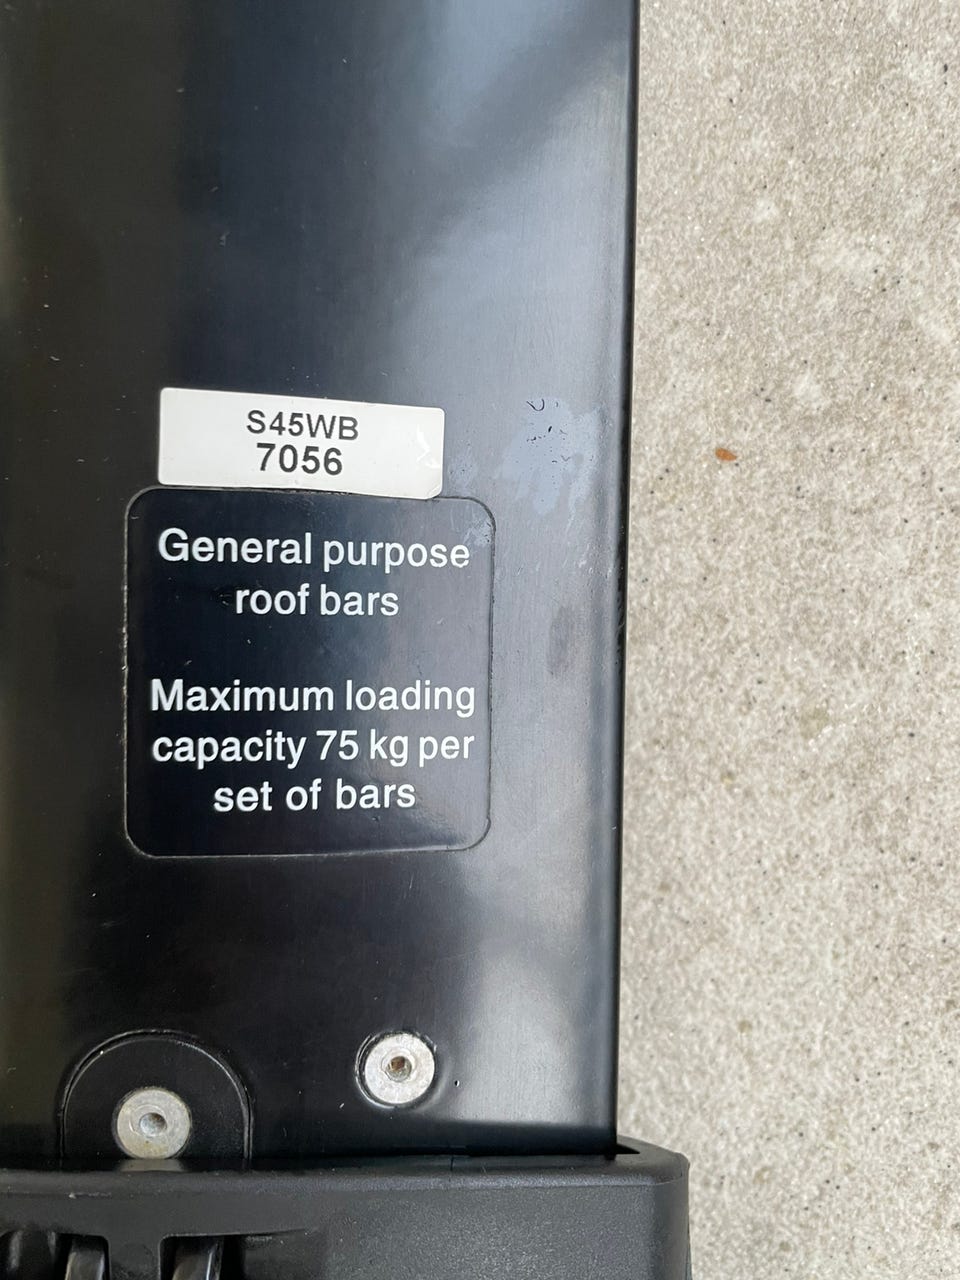 S45WB
7056
General purpose
roof bars
Maximum loading
capacity 75 kg per
set of bars